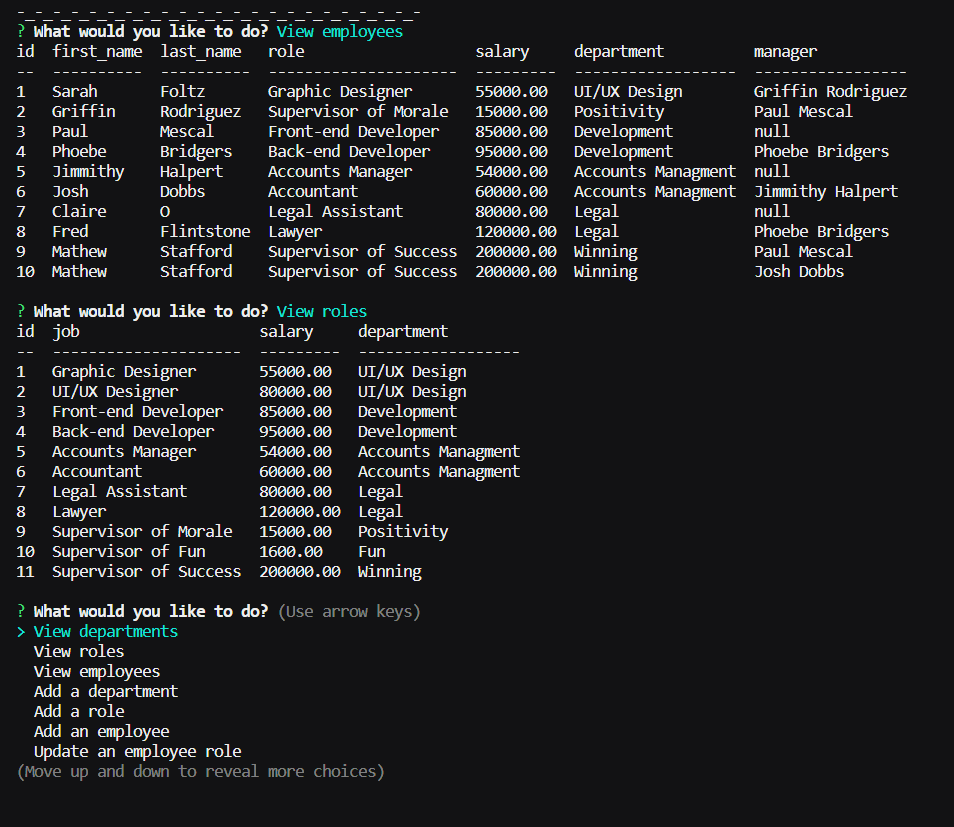 -_-_-_-_-_-_-_-_-_-_-_-_-_-_-_-_-_-_-_-_-_-_-
? What would you like to do? View employees
id  first_name  last_name  role                   salary     department          manager
--  ----------  ----------  ---------------------  ---------  ------------------  -----------------
1   Sarah       Foltz       Graphic Designer       55000.00   UI/UX Design        Griffin Rodriguez
2   Griffin     Rodriguez   Supervisor of Morale   15000.00   Positivity          Paul Mescal
3   Paul        Mescal      Front-end Developer    85000.00   Development         null
4   Phoebe      Bridgers    Back-end Developer     95000.00   Development         Phoebe Bridgers
5   Jimmithy    Halpert     Accounts Manager       54000.00   Accounts Managment  null
6   Josh        Dobbs       Accountant             60000.00   Accounts Managment  Jimmithy Halpert
7   Claire      O           Legal Assistant        80000.00   Legal               null
8   Fred        Flintstone  Lawyer                 120000.00  Legal               Phoebe Bridgers
9   Mathew      Stafford    Supervisor of Success  200000.00  Winning             Paul Mescal
10  Mathew      Stafford    Supervisor of Success  200000.00  Winning             Josh Dobbs
? What would you like to do? View roles
id  job                    salary     department
--  ---------------------  ---------  ------------------
1   Graphic Designer       55000.00   UI/UX Design
2   UI/UX Designer         80000.00   UI/UX Design
3   Front-end Developer    85000.00   Development
4   Back-end Developer     95000.00   Development
5   Accounts Manager       54000.00   Accounts Managment
6   Accountant             60000.00   Accounts Managment
7   Legal Assistant        80000.00   Legal
8   Lawyer                 120000.00  Legal
9   Supervisor of Morale   15000.00   Positivity
10  Supervisor of Fun      1600.00    Fun
11  Supervisor of Success  200000.00  Winning
? What would you like to do? (Use arrow keys)
> View departments
  View roles
  View employees
  Add a department
  Add a role
  Add an employee
  Update an employee role
(Move up and down to reveal more choices)